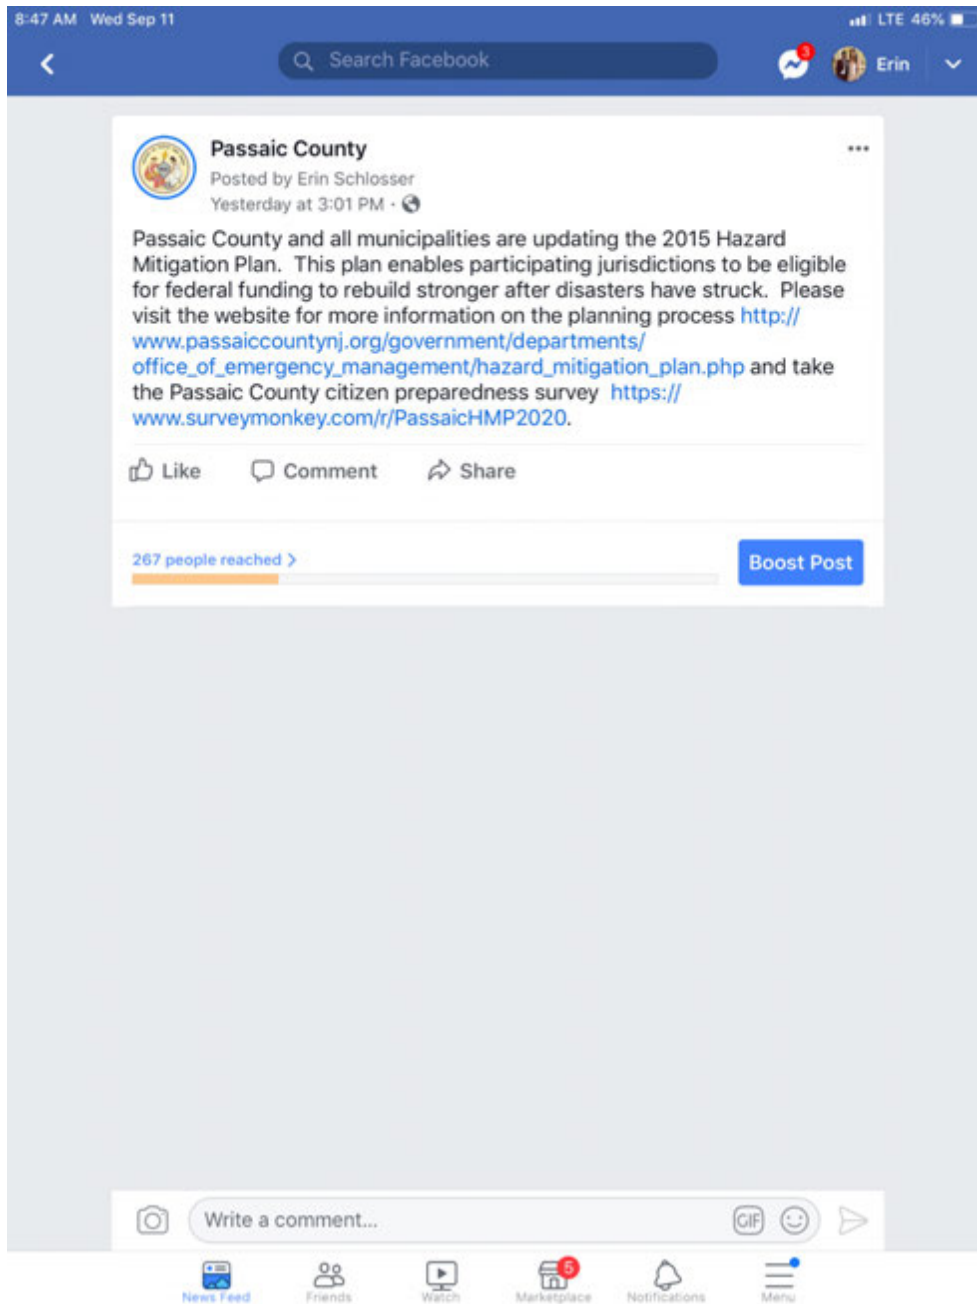 8:47 AM Wed Sep 11 LTE 46%
Search Facebook 3 Erin
Passaic County
Posted by Erin Schlosser
Yesterday at 3:01 PM ·
Passaic County and all municipalities are updating the 2015 Hazard
Mitigation Plan. This plan enables participating jurisdictions to be eligible
for federal funding to rebuild stronger after disasters have struck. Please
visit the website for more information on the planning process http://
www.passaiccountynj.org/government/departments/
office_of_emergency_management/hazard_mitigation_plan.php and take
the Passaic County citizen preparedness survey https://
www.surveymonkey.com/r/PassaicHMP2020.
Like Comment Share
267 people reached >
Boost Post
Write a comment... GIF
5
News Feed Friends Watch Marketplace Notifications Menu